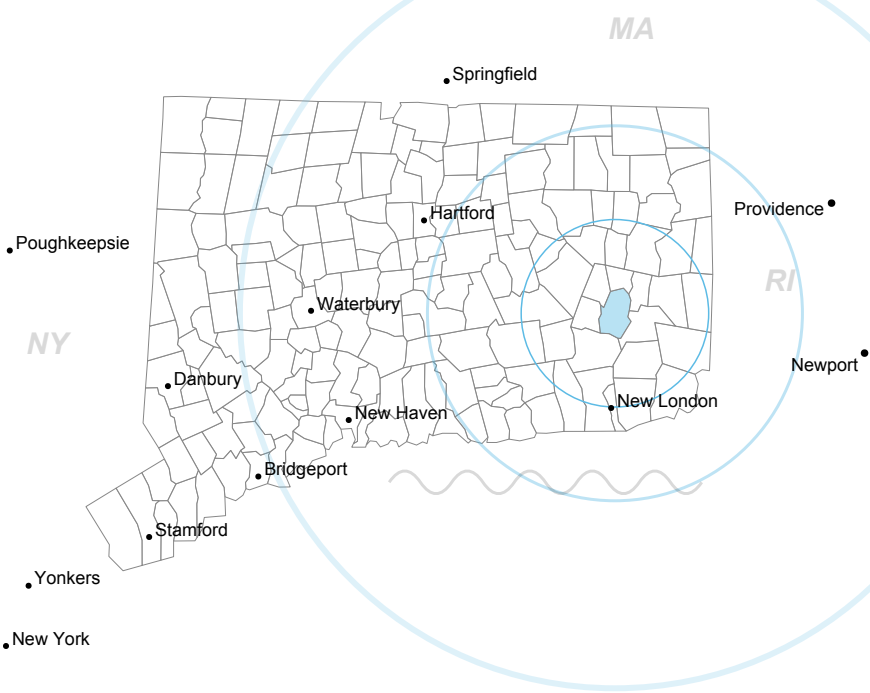 MA
Springfield
Providence
Hartford
Poughkeepsie
RI
Waterbury
NY
Newport
Danbury
New London
New Haven
Bridgeport
Stamford
Yonkers
New York